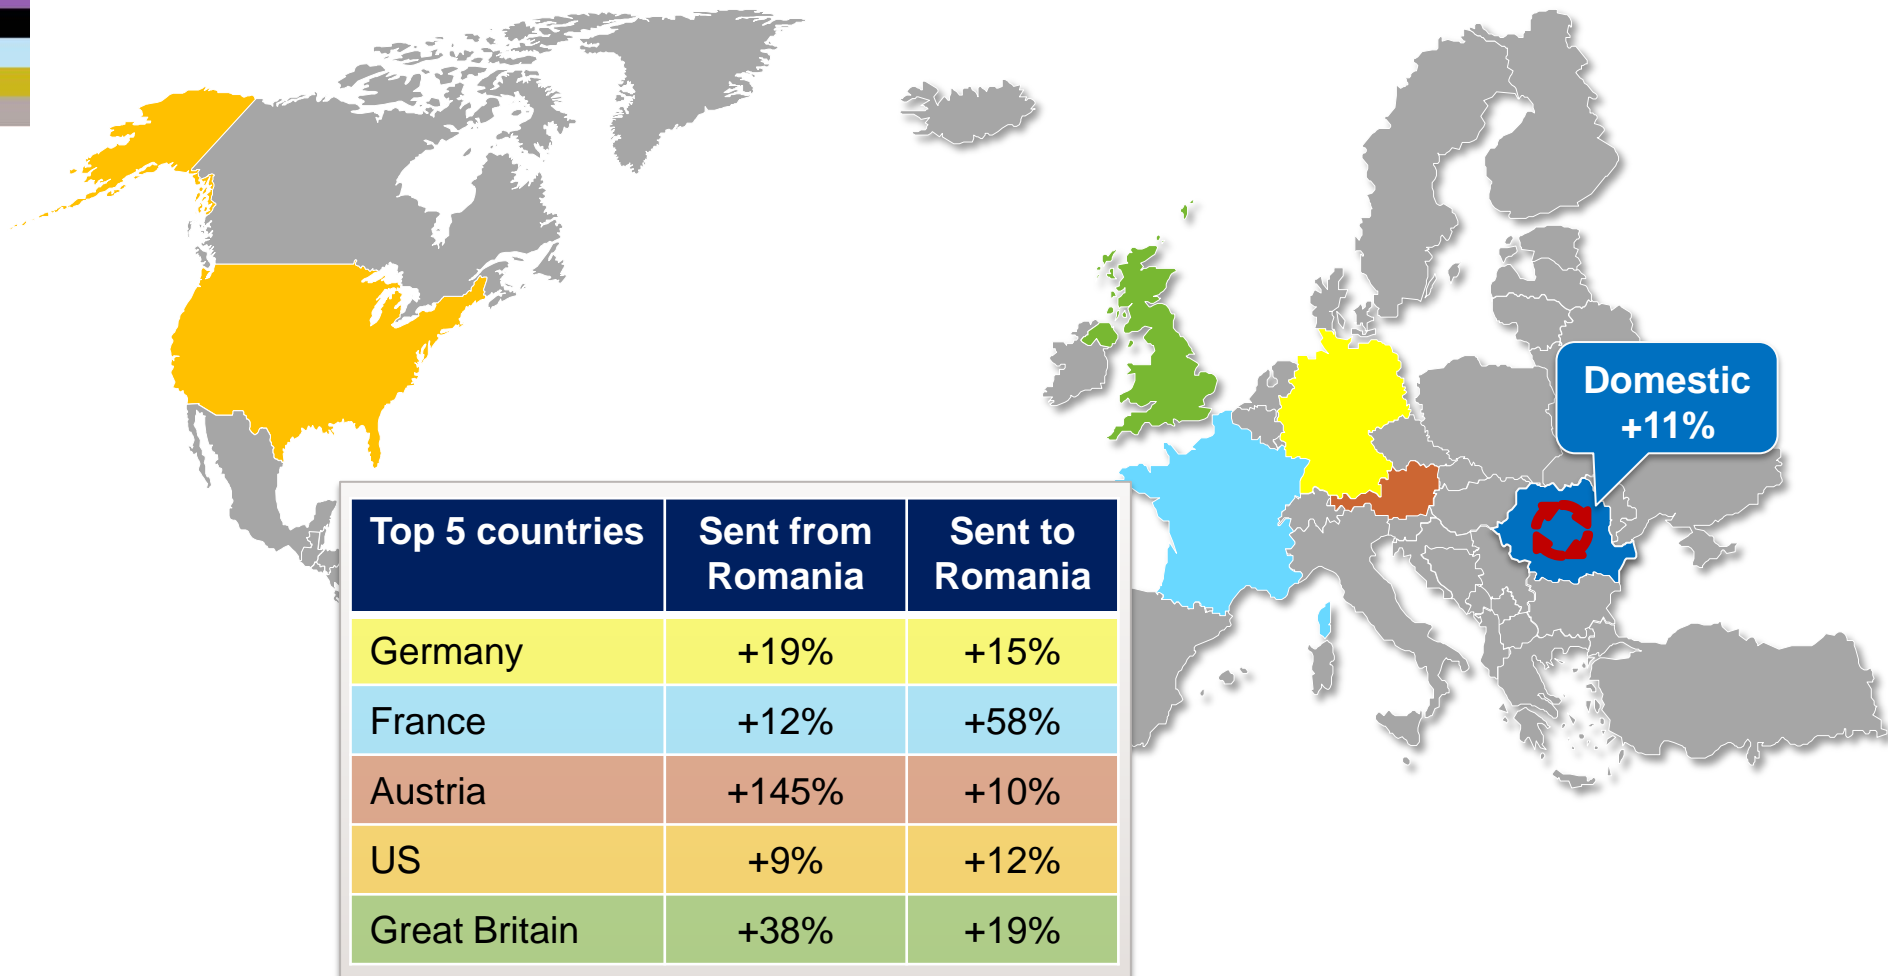 Domestic
+11%
Top 5 countries Sent from Romania Sent to Romania
Germany +19% +15%
France +12% +58%
Austria +145% +10%
US +9% +12%
Great Britain +38% +19%